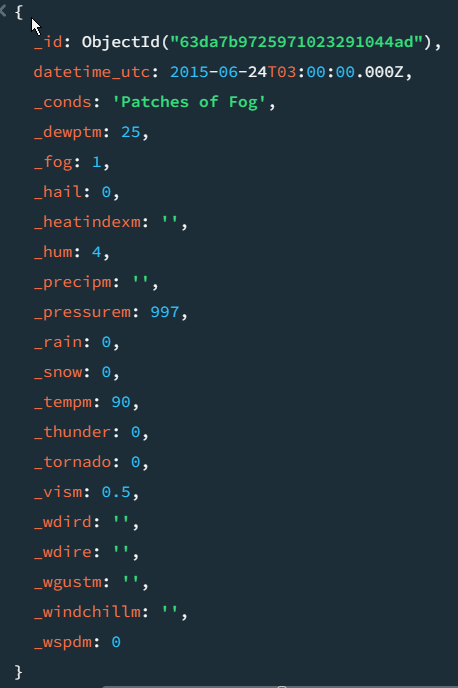 {
_id: ObjectId("63da7b9725971023291044ad"),
datetime_utc: 2015-06-24T03:00:00.000Z,
_conds: 'Patches of Fog',
_dewptm: 25,
_fog: 1,
_hail: 0,
_heatindexm: '',
_hum: 4,
_precipm: '',
_pressurem: 997,
_rain: 0,
_snow: 0,
_tempm: 90,
_thunder: 0,
_tornado: 0,
_vism: 0.5,
_wdird: '',
_wdire: '',
_wgustm: '',
_windchillm: '',
_wspdm: 0
}